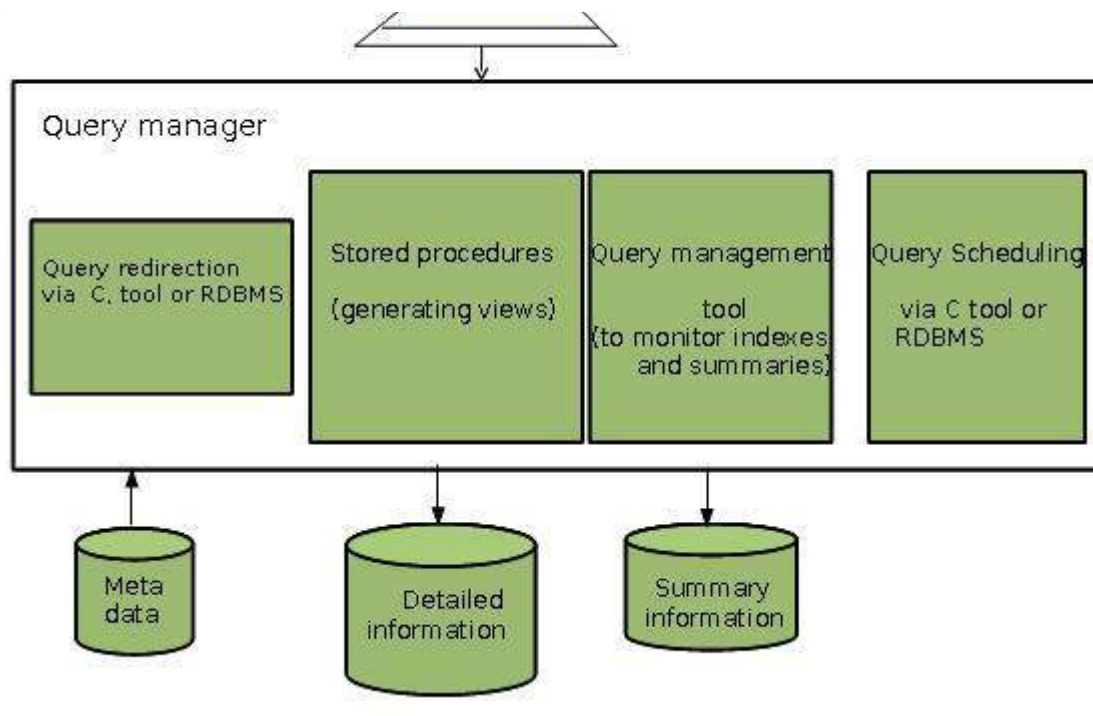 Query manager
Query redirection
via C, tool or RDBMS
Stored procedures
(generating views)
Query management
tool
(to monitor indexes
and summaries)
Query Scheduling
via C tool or
RDBMS
Meta
data
Detailed
information
Summary
information